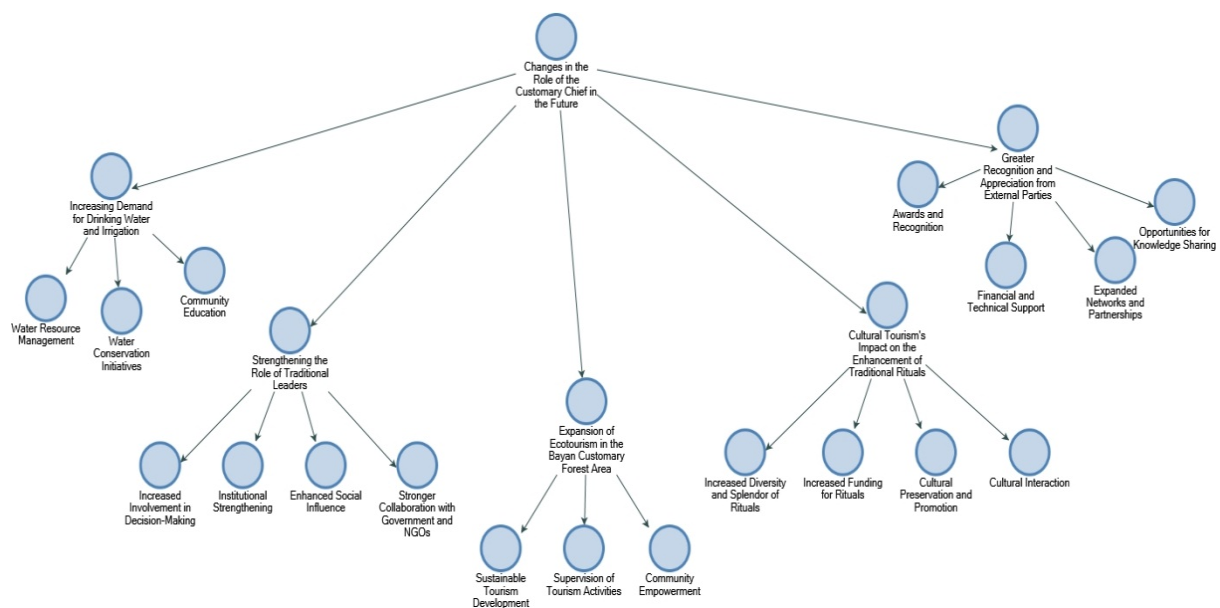 Changes in the
Role of the
Customary Chief in
the Future
Increasing Demand
for Drinking Water
and Irrigation
Water Resource
Management
Water
Conservation
Initiatives
Community
Education
Strengthening the
Role of Traditional
Leaders
Increased
Involvement in
Decision-Making
Institutional
Strengthening
Enhanced Social
Influence
Stronger
Collaboration with
Government and
NGOs
Expansion of
Ecotourism in the
Bayan Customary
Forest Area
Sustainable
Tourism
Development
Supervision of
Tourism Activities
Community
Empowerment
Cultural Tourism's
Impact on the
Enhancement of
Traditional Rituals
Increased Diversity
and Splendor of
Rituals
Increased Funding
for Rituals
Cultural
Preservation and
Promotion
Cultural Interaction
Greater
Recognition and
Appreciation from
External Parties
Awards and
Recognition
Financial and
Technical Support
Expanded
Networks and
Partnerships
Opportunities for
Knowledge Sharing